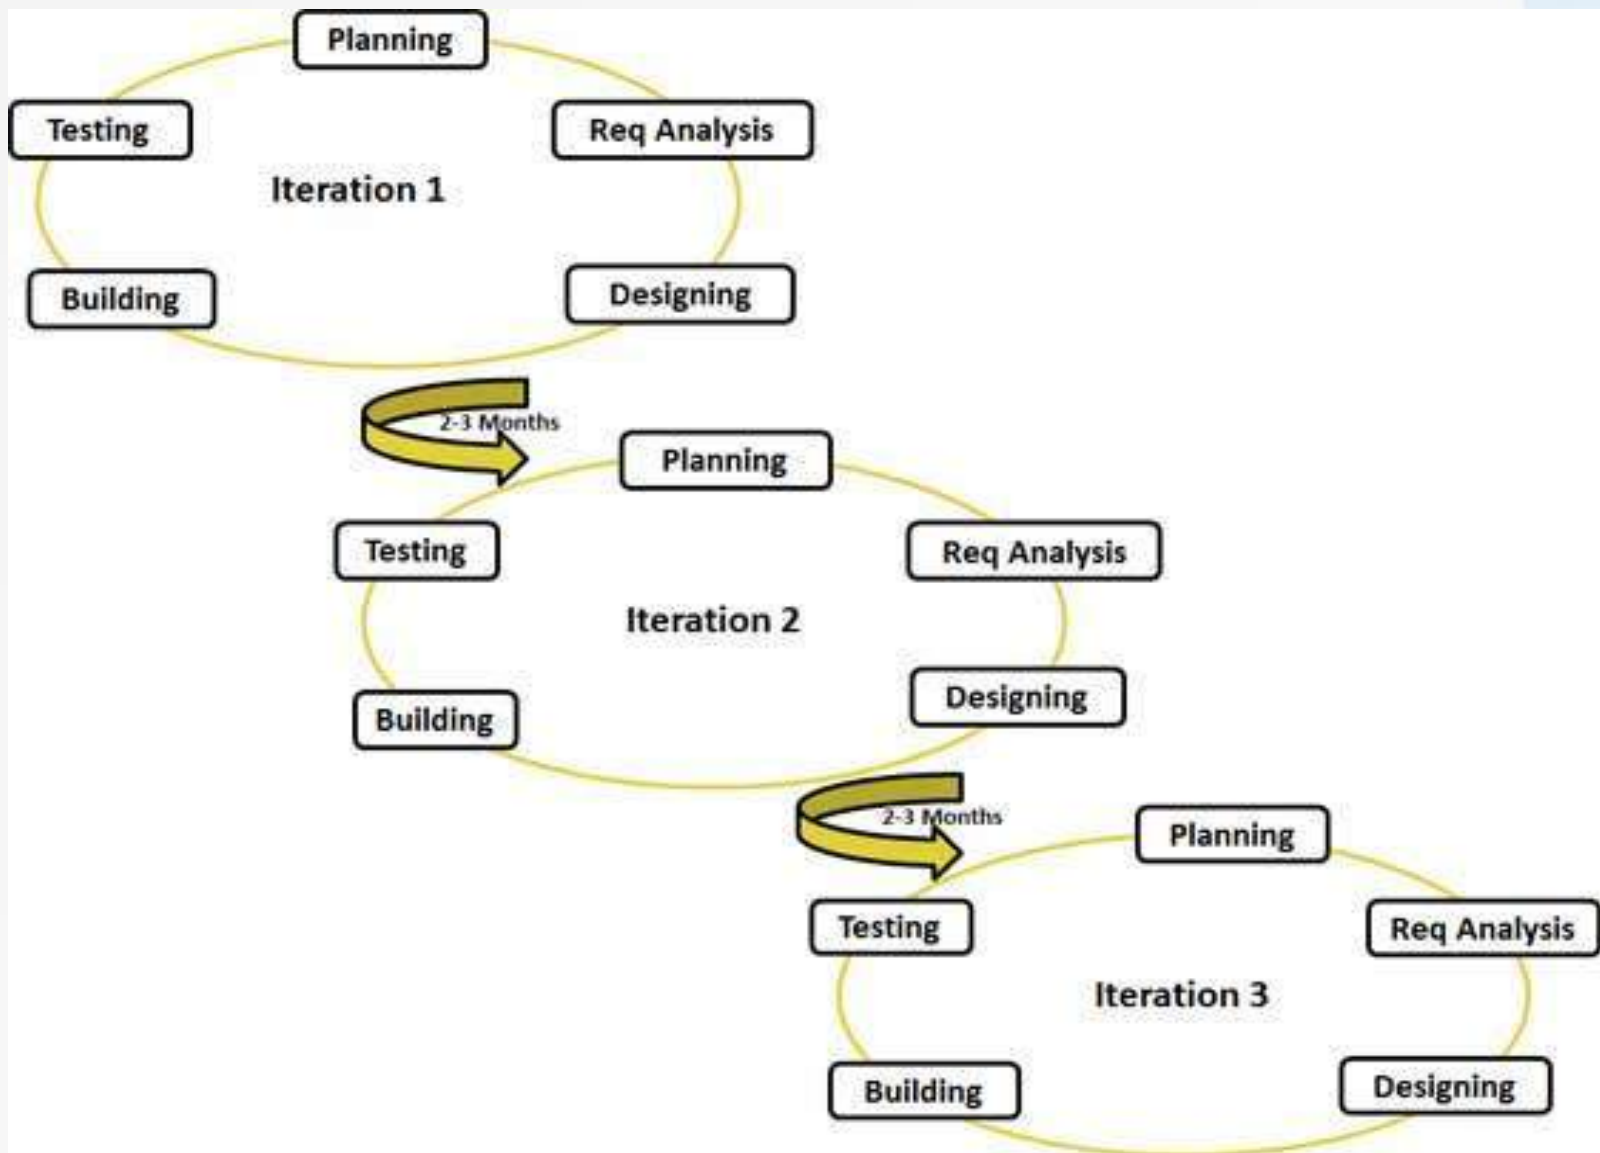 Planning
Testing
Req Analysis
Iteration 1
Building
Designing
2-3 Months
Planning
Testing
Req Analysis
Iteration 2
Building
Designing
2-3 Months
Planning
Testing
Req Analysis
Iteration 3
Building
Designing